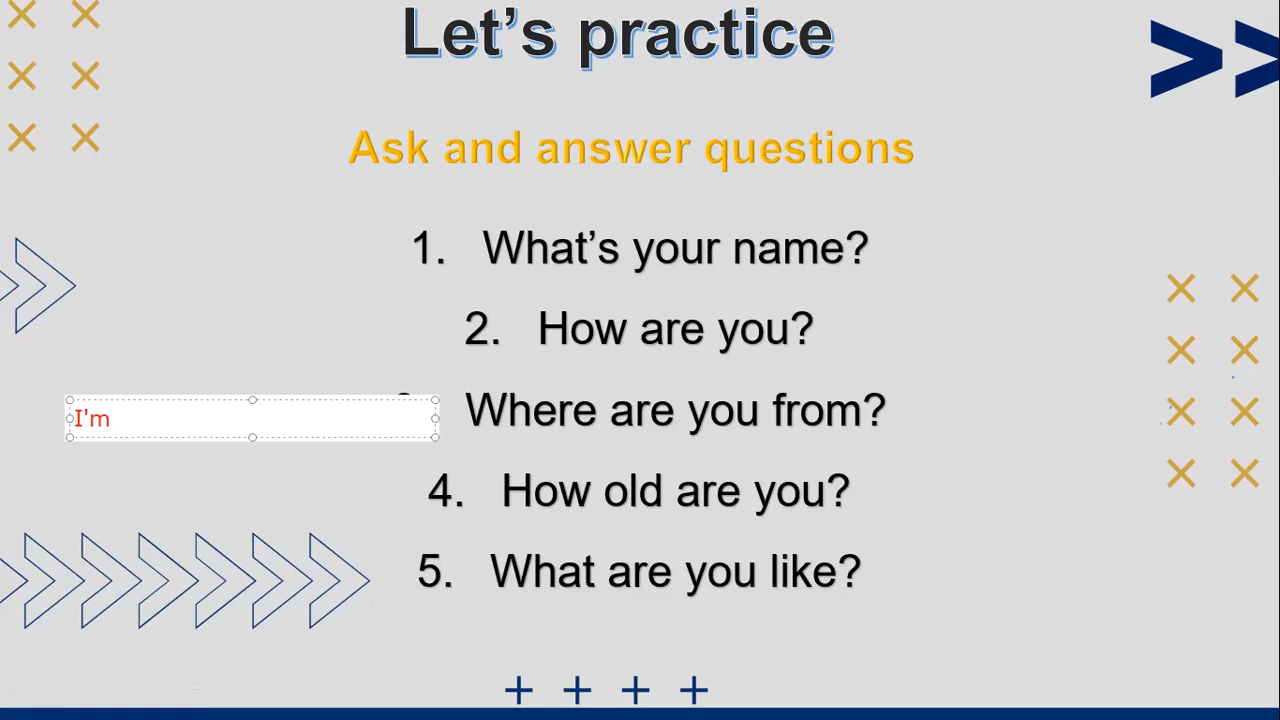 Let's practice
Ask and answer questions
1. What's your name?
2. How are you?
I'm
Where are you from?
4. How old are you?
5. What are you like?